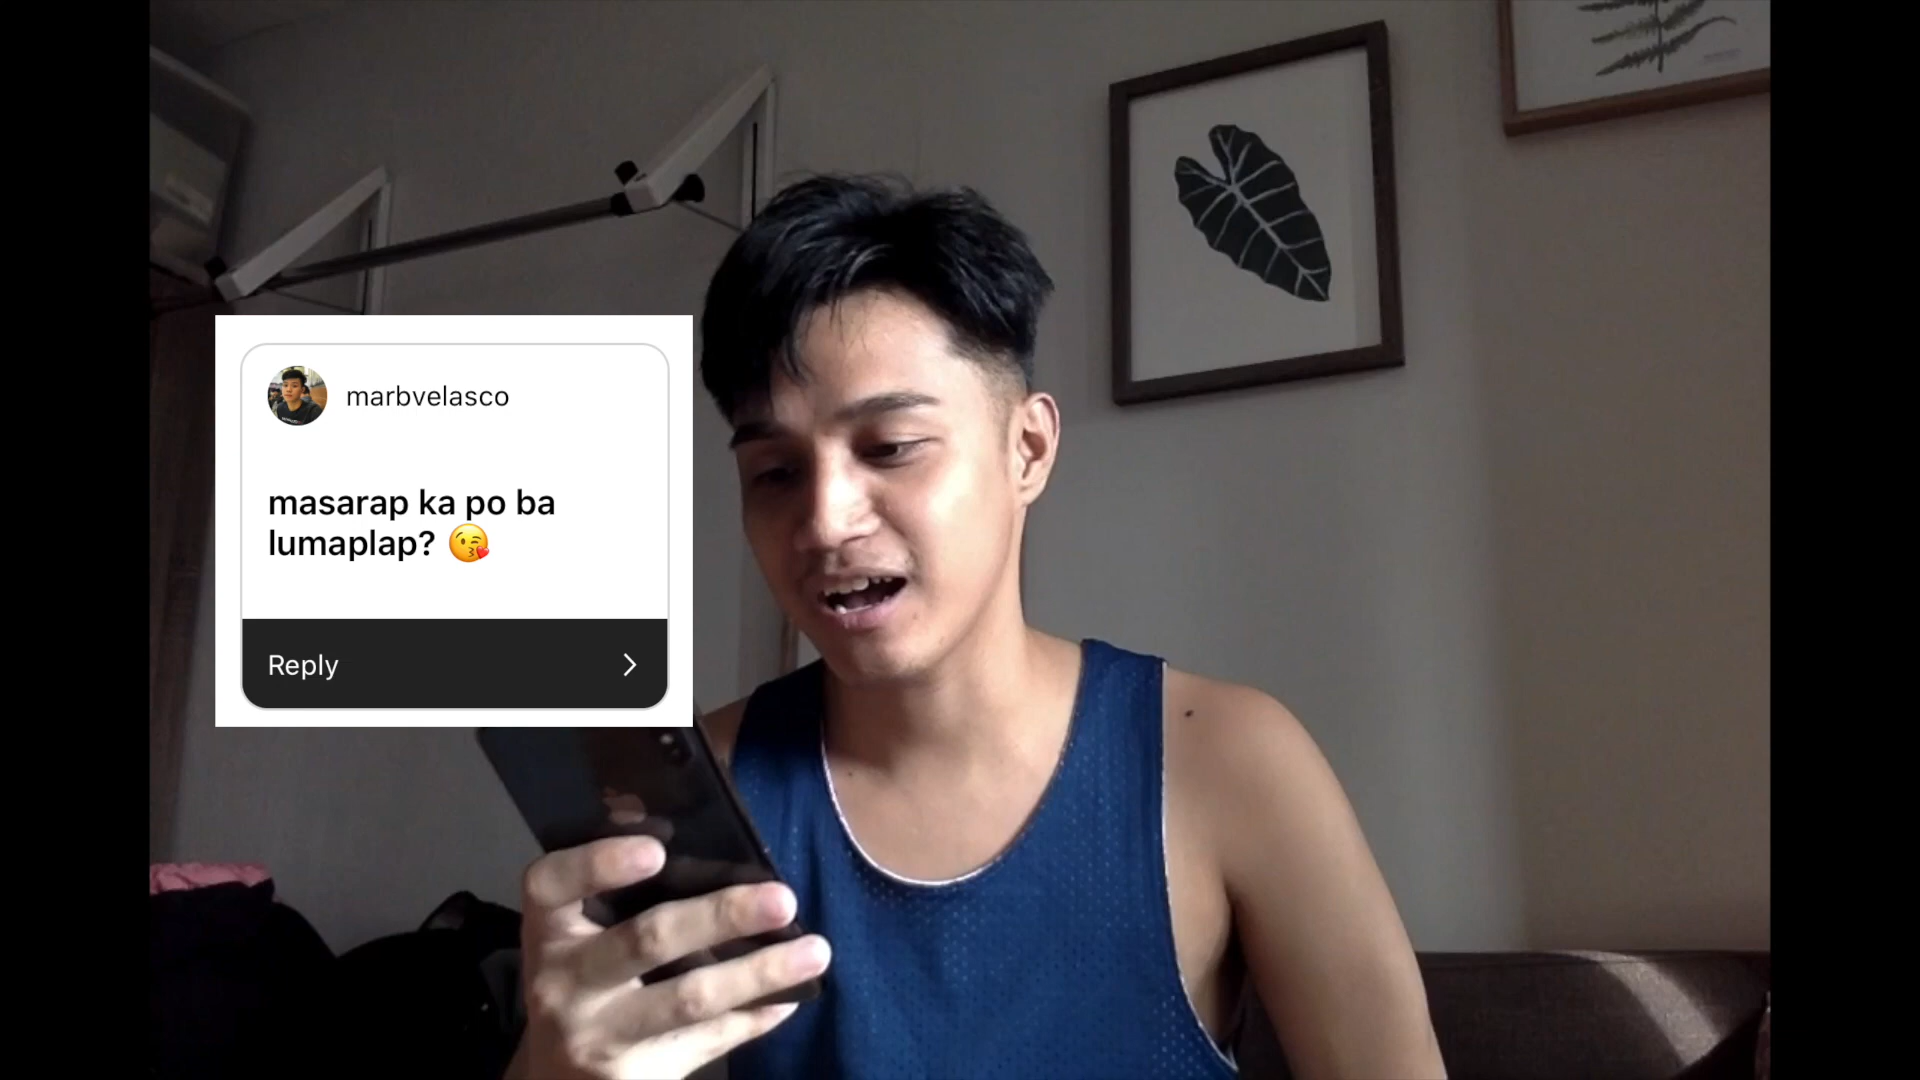 marbvelasco
masarap ka po ba
lumaplap? 😘
Reply